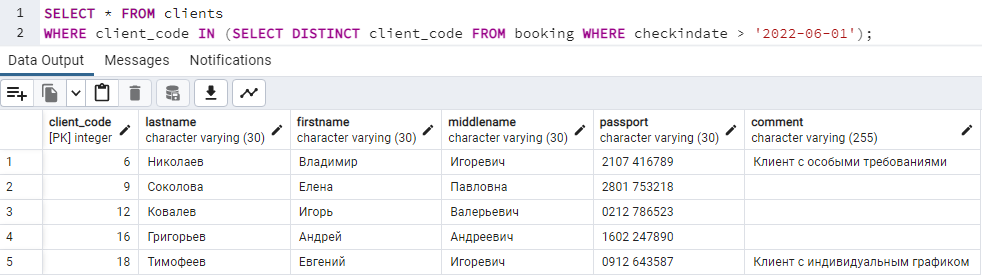 1 SELECT * FROM clients
2 WHERE client_code IN (SELECT DISTINCT client_code FROM booking WHERE checkindate > '2022-06-01');
Data Output Messages Notifications
client_code lastname firstname middlename passport comment
[PK] integer character varying (30) character varying (30) character varying (30) character varying (30) character varying (255)
1 6 Николаев Владимир Игоревич 2107 416789 Клиент с особыми требованиями
2 9 Соколова Елена Павловна 2801 753218
3 12 Ковалев Игорь Валерьевич 0212 786523
4 16 Григорьев Андрей Андреевич 1602 247890
5 18 Тимофеев Евгений Игоревич 0912 643587 Клиент с индивидуальным графиком